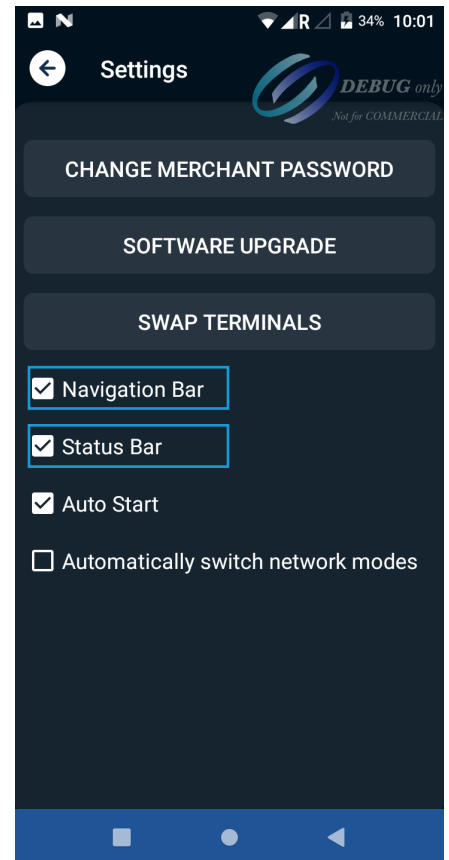 R 34% 10:01
Settings
DEBUG only
Not for COMMERCIAL
CHANGE MERCHANT PASSWORD
SOFTWARE UPGRADE
SWAP TERMINALS
Navigation Bar
Status Bar
Auto Start
Automatically switch network modes